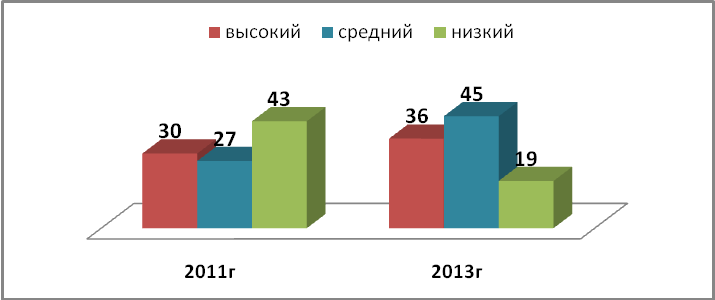 высокий средний низкий
30 27 43 36 45 19
2011г 2013г